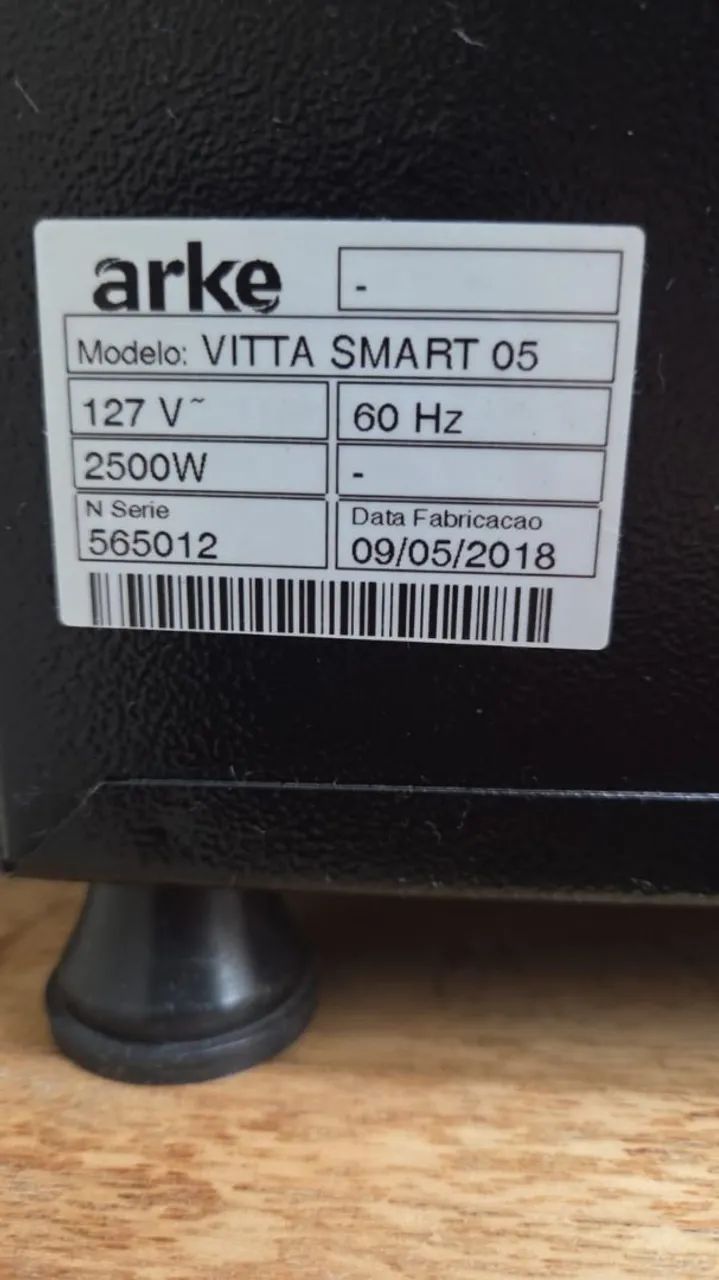 arke
-
Modelo: VITTA SMART 05
127 V~
60 Hz
2500W
-
N Serie
565012
Data Fabricacao
09/05/2018